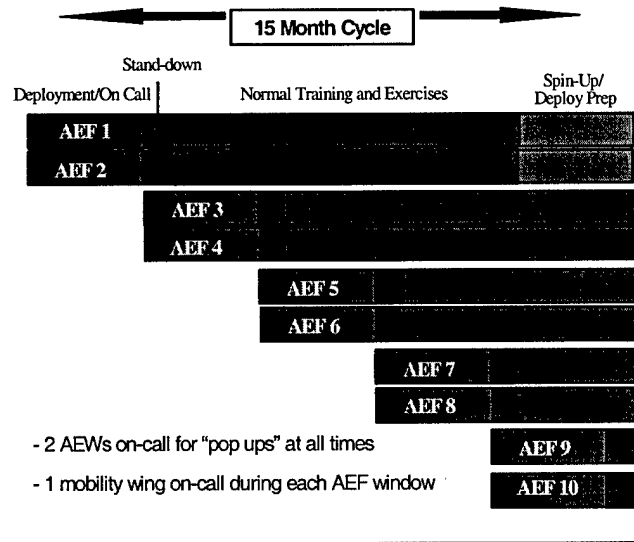 15 Month Cycle
Stand-down
Deployment/On Call
Normal Training and Exercises
Spin-Up/
Deploy Prep
AEF 1
AEF 2
AEF 3
AEF 4
AEF 5
AEF 6
AEF 7
AEF 8
- 2 AEWs on-call for “pop ups” at all times
AEF 9
- 1 mobility wing on-call during each AEF window
AEF 10